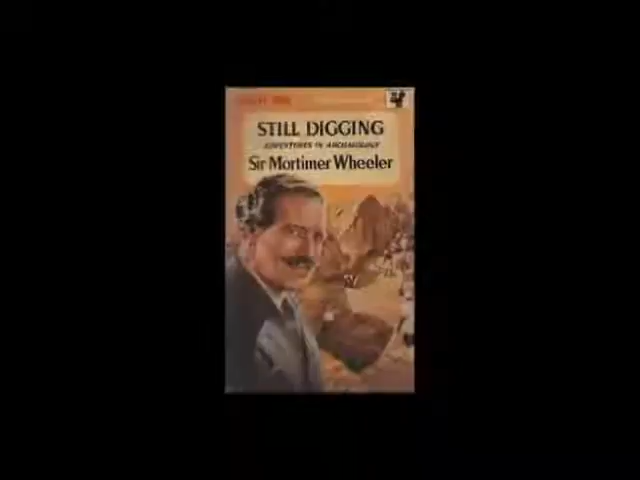 STILL DIGGING
ADVENTURES IN ARCHAEOLOGY
Sir Mortimer Wheeler